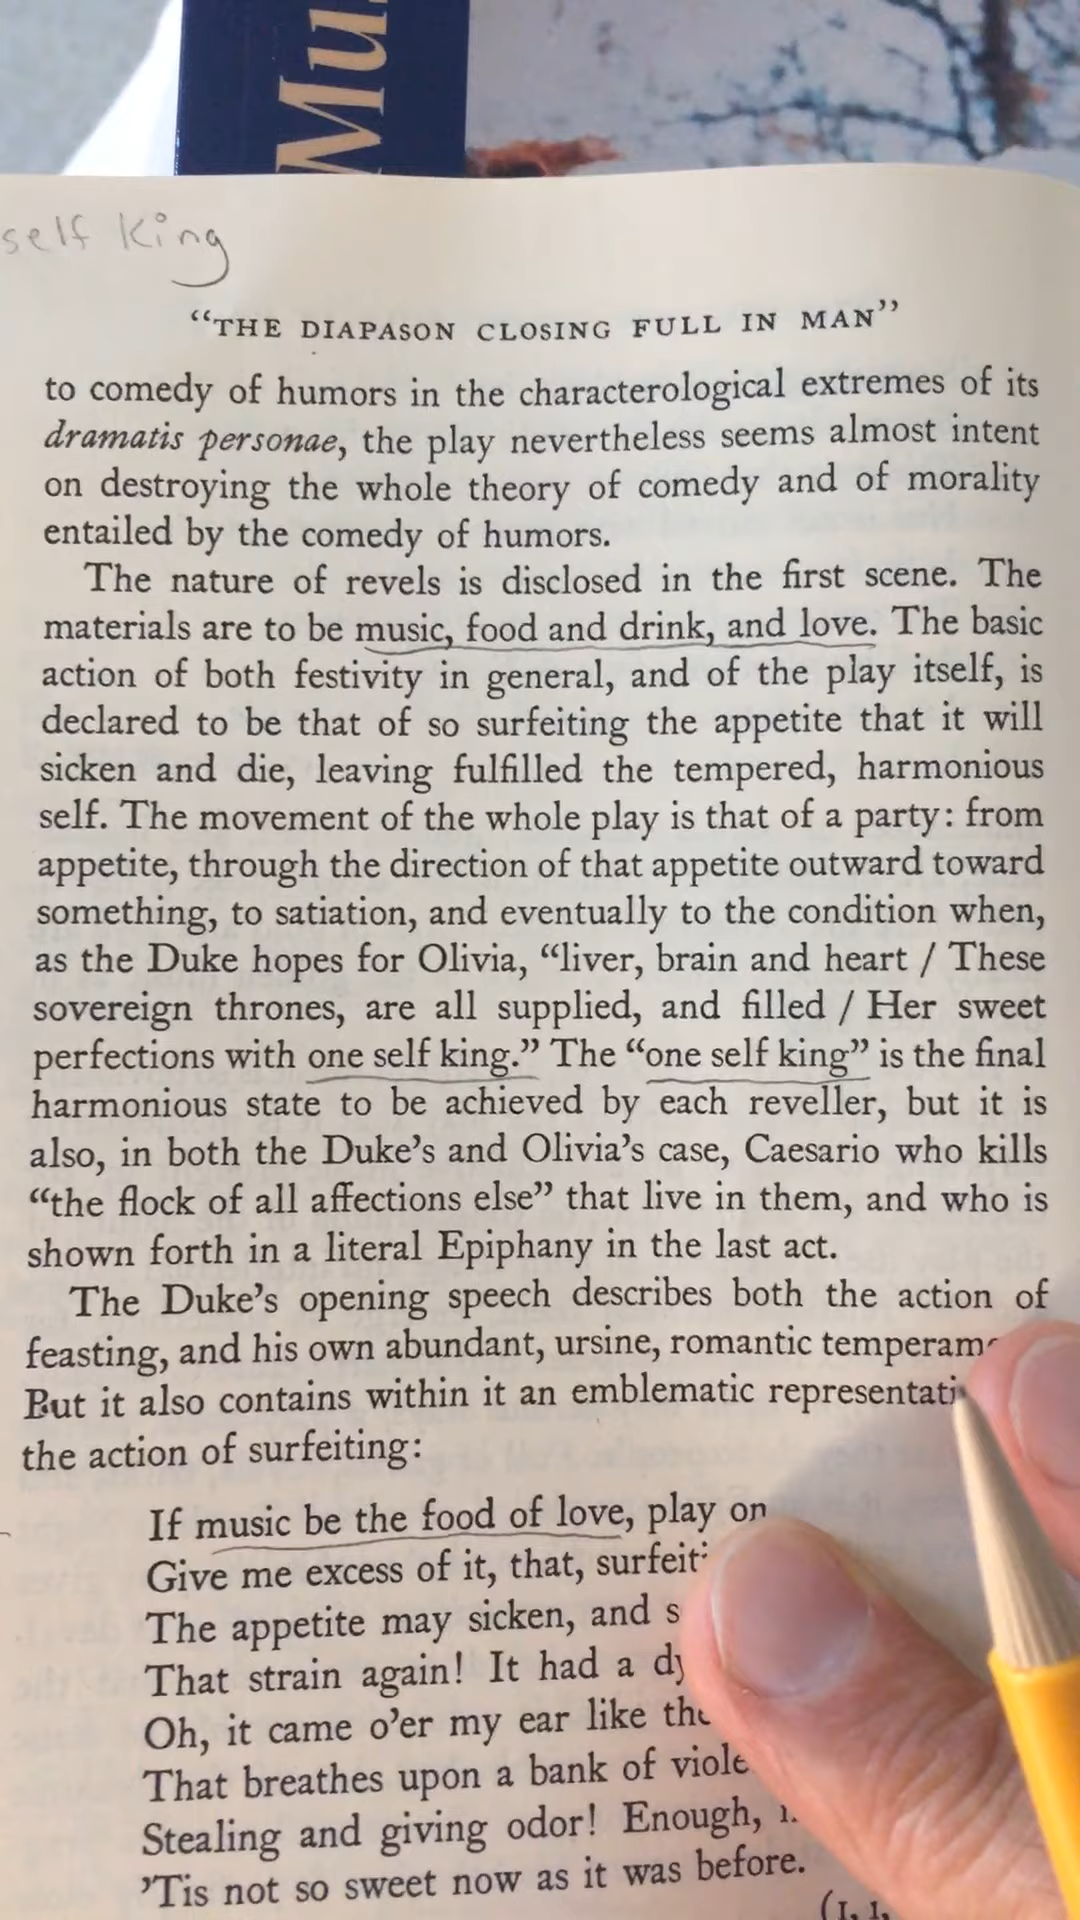 Mu
self king
“THE DIAPASON CLOSING FULL IN MAN”
to comedy of humors in the characterological extremes of its
dramatis personae, the play nevertheless seems almost intent
on destroying the whole theory of comedy and of morality
entailed by the comedy of humors.
The nature of revels is disclosed in the first scene. The
materials are to be music, food and drink, and love. The basic
action of both festivity in general, and of the play itself, is
declared to be that of so surfeiting the appetite that it will
sicken and die, leaving fulfilled the tempered, harmonious
self. The movement of the whole play is that of a party: from
appetite, through the direction of that appetite outward toward
something, to satiation, and eventually to the condition when,
as the Duke hopes for Olivia, “liver, brain and heart / These
sovereign thrones, are all supplied, and filled / Her sweet
perfections with one self king.” The “one self king” is the final
harmonious state to be achieved by each reveller, but it is
also, in both the Duke’s and Olivia’s case, Caesario who kills
“the flock of all affections else” that live in them, and who is
shown forth in a literal Epiphany in the last act.
The Duke’s opening speech describes both the action of
feasting, and his own abundant, ursine, romantic
But it also contains within it an emblematic
the action of surfeiting:
If music be the food of love, play on
Give me excess of it, that,
The appetite may sicken, and
That strain again! It had a
Oh, it came o’er my ear like
That breathes upon a bank of
Stealing and giving odor! Enough,
’Tis not so sweet now as it was before.
(I, 1,